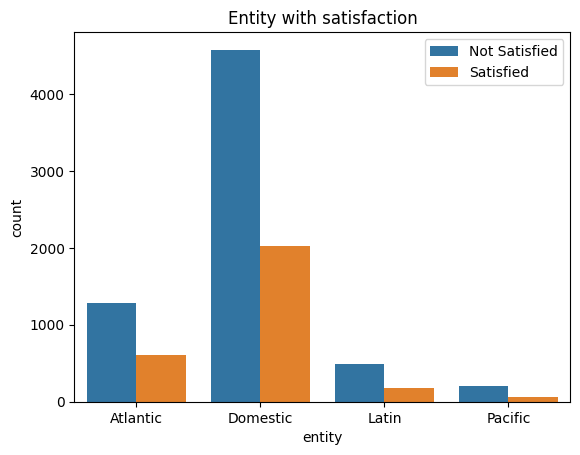 Entity with satisfaction
Not Satisfied
Satisfied
count
4000
3000
2000
1000
0
Atlantic
Domestic
Latin
Pacific
entity